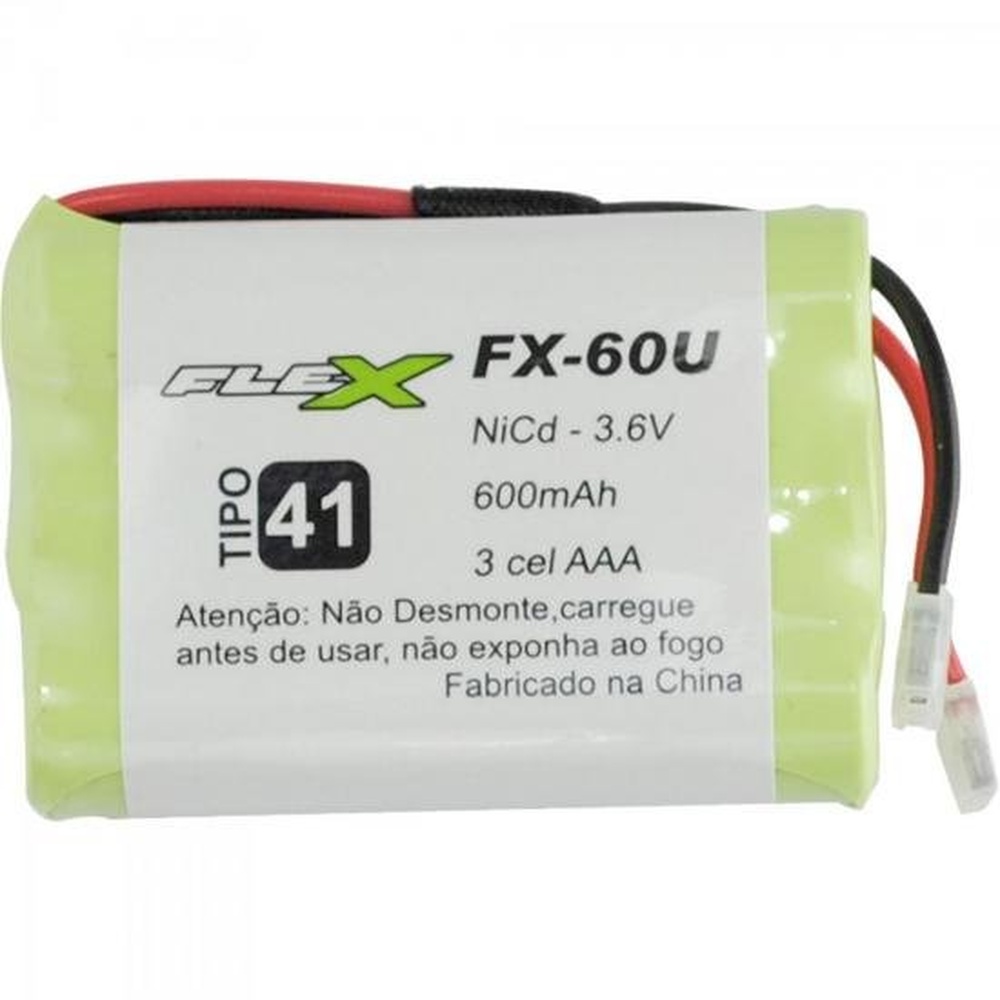 FLEX
FX-60U
NiCd - 3.6V
600mAh
3 cel AAA
TIPO 41
Atenção: Não Desmonte,carregue
antes de usar, não exponha ao fogo
Fabricado na China